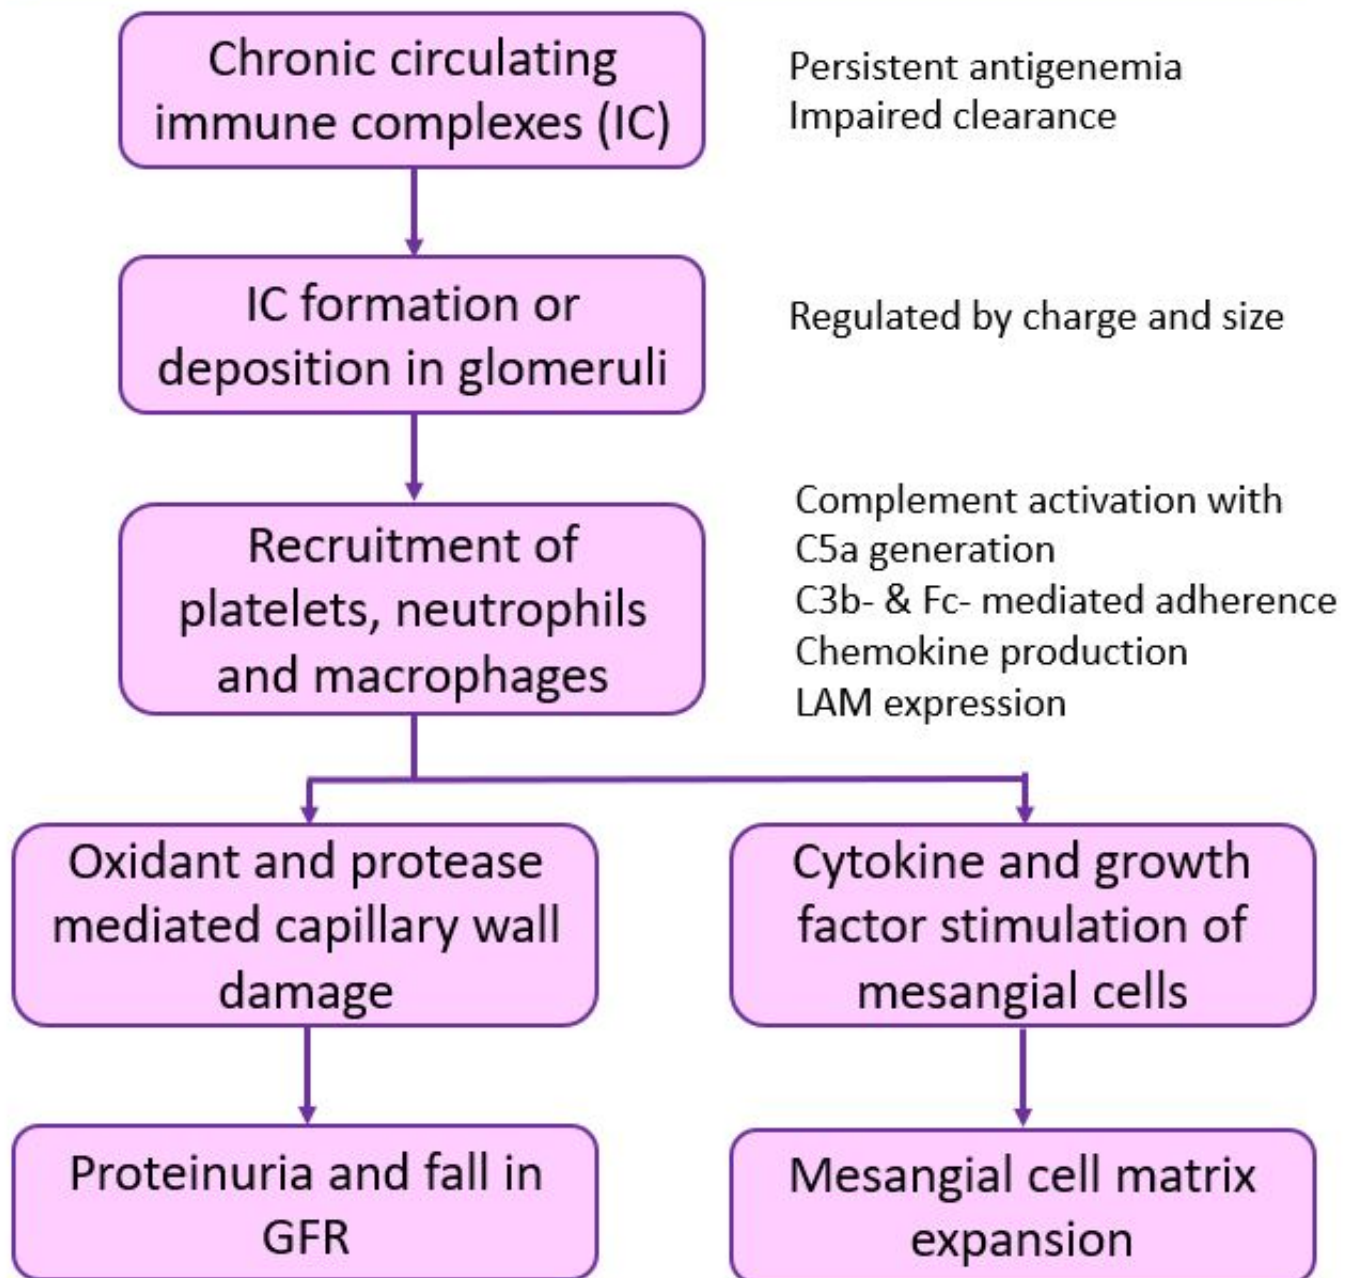 Chronic circulating
immune complexes (IC)
Persistent antigenemia
Impaired clearance
IC formation or
deposition in glomeruli
Regulated by charge and size
Recruitment of
platelets, neutrophils
and macrophages
Complement activation with
C5a generation
C3b- & Fc- mediated adherence
Chemokine production
LAM expression
Oxidant and protease
mediated capillary wall
damage
Cytokine and growth
factor stimulation of
mesangial cells
Proteinuria and fall in
GFR
Mesangial cell matrix
expansion